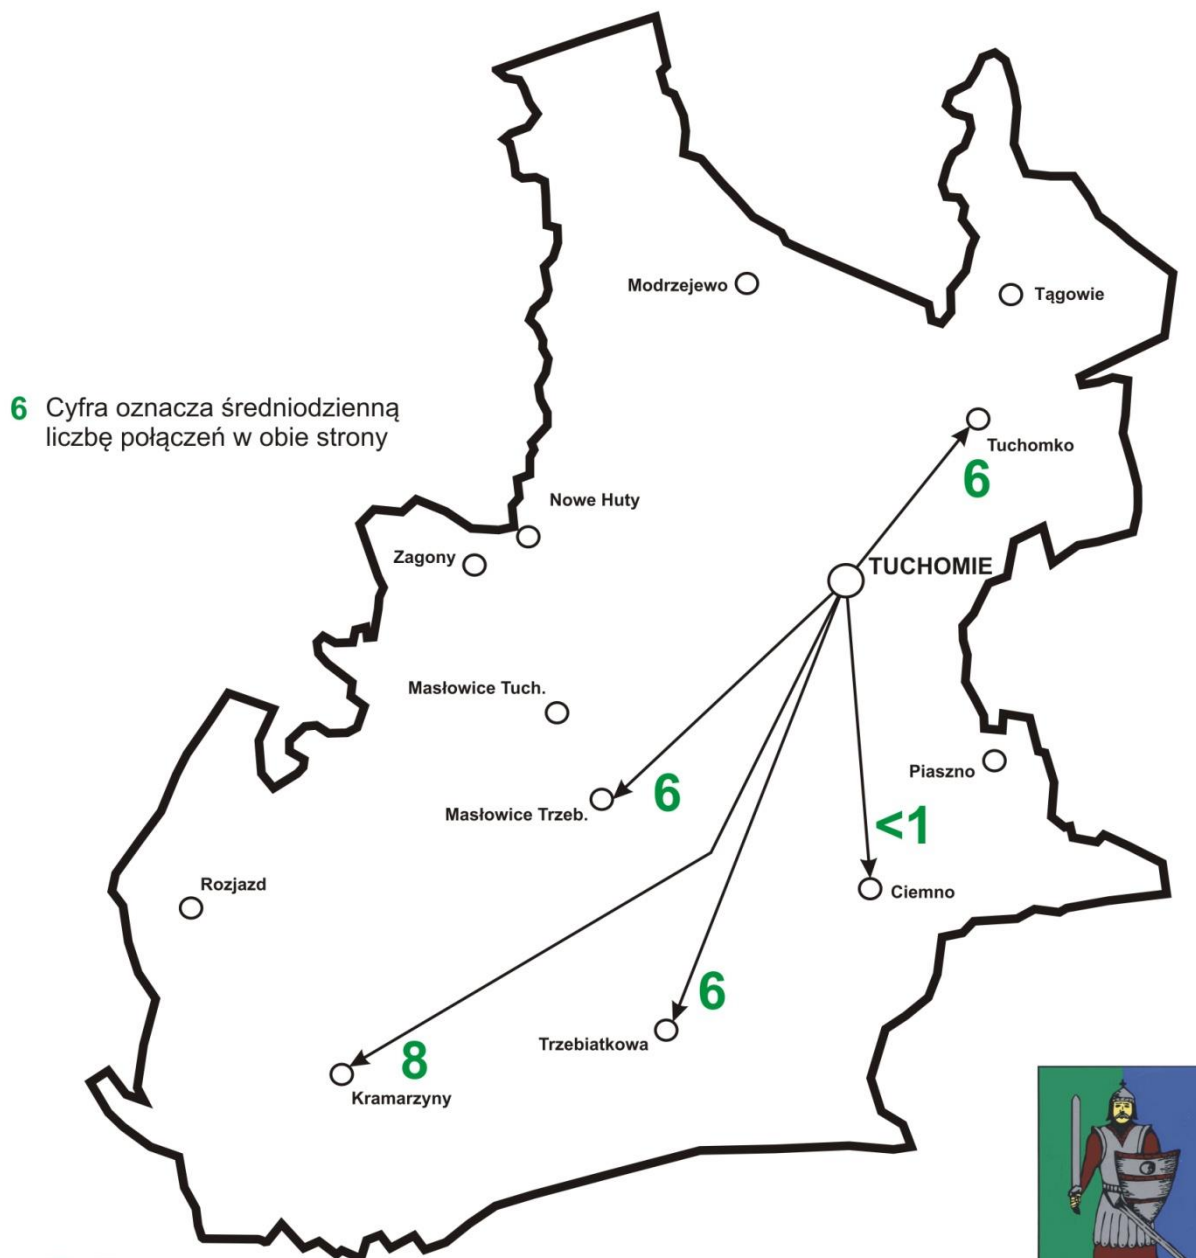 Modrzejewo
Tągowie
6 Cyfra oznacza średniodzienną
liczbę połączeń w obie strony
Tuchomko
6
Nowe Huty
Zagony
TUCHOMIE
Masłowice Tuch.
Piaszno
6
Masłowice Trzeb.
<1
Rozjazd
Ciemno
6
Trzebiatkowa
8
Kramarzyny